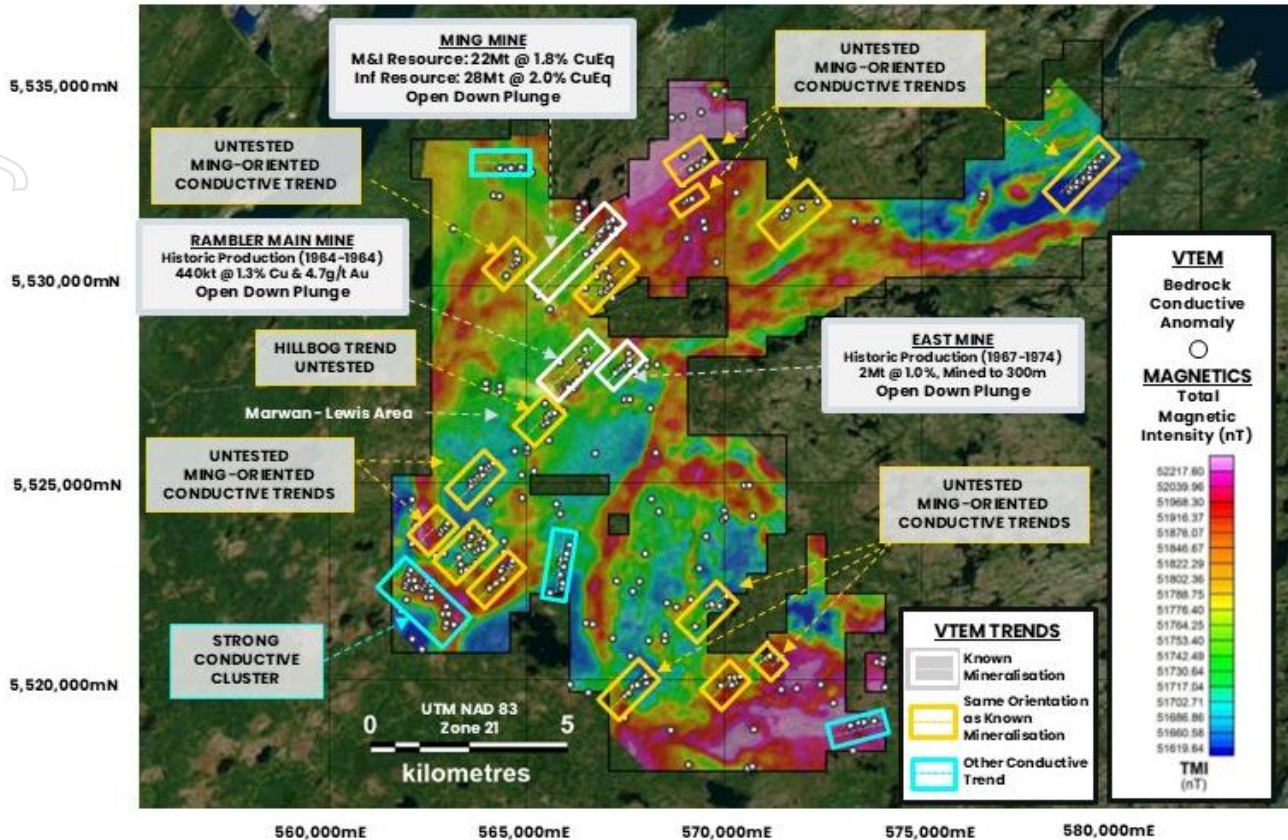 MING MINE
M&I Resource: 22Mt @ 1.8% CuEq
Inf Resource: 28Mt @ 2.0% CuEq
Open Down Plunge
UNTESTED
MING-ORIENTED
CONDUCTIVE TRENDS
5,535,000mN
UNTESTED
MING-ORIENTED
CONDUCTIVE TREND
RAMBLER MAIN MINE
Historic Production (1964-1964)
440kt @ 1.3% Cu & 4.7g/t Au
Open Down Plunge
5,530,000mN
HILLBOG TREND
UNTESTED
EAST MINE
Historic Production (1967-1974)
2Mt @ 1.0%, Mined to 300m
Open Down Plunge
Marwan-Lewis Area
UNTESTED
MING-ORIENTED
CONDUCTIVE TRENDS
5,525,000mN
UNTESTED
MING-ORIENTED
CONDUCTIVE TRENDS
STRONG
CONDUCTIVE
CLUSTER
5,520,000mN
UTM NAD 83
Zone 21
0 5
kilometres
VTEM
Bedrock
Conductive
Anomaly
MAGNETICS
Total
Magnetic
Intensity (nT)
52217.60
52039.96
51968.30
51916.37
51876.07
51846.67
51822.29
51802.36
51788.75
51776.40
51764.25
51753.40
51742.49
51730.64
51717.04
51702.71
51686.86
51660.58
51619.64
TMI
(nT)
VTEM TRENDS
Known
Mineralisation
Same Orientation
as Known
Mineralisation
Other Conductive
Trend
560,000mE
565,000mE
570,000mE
575,000mE
580,000mE